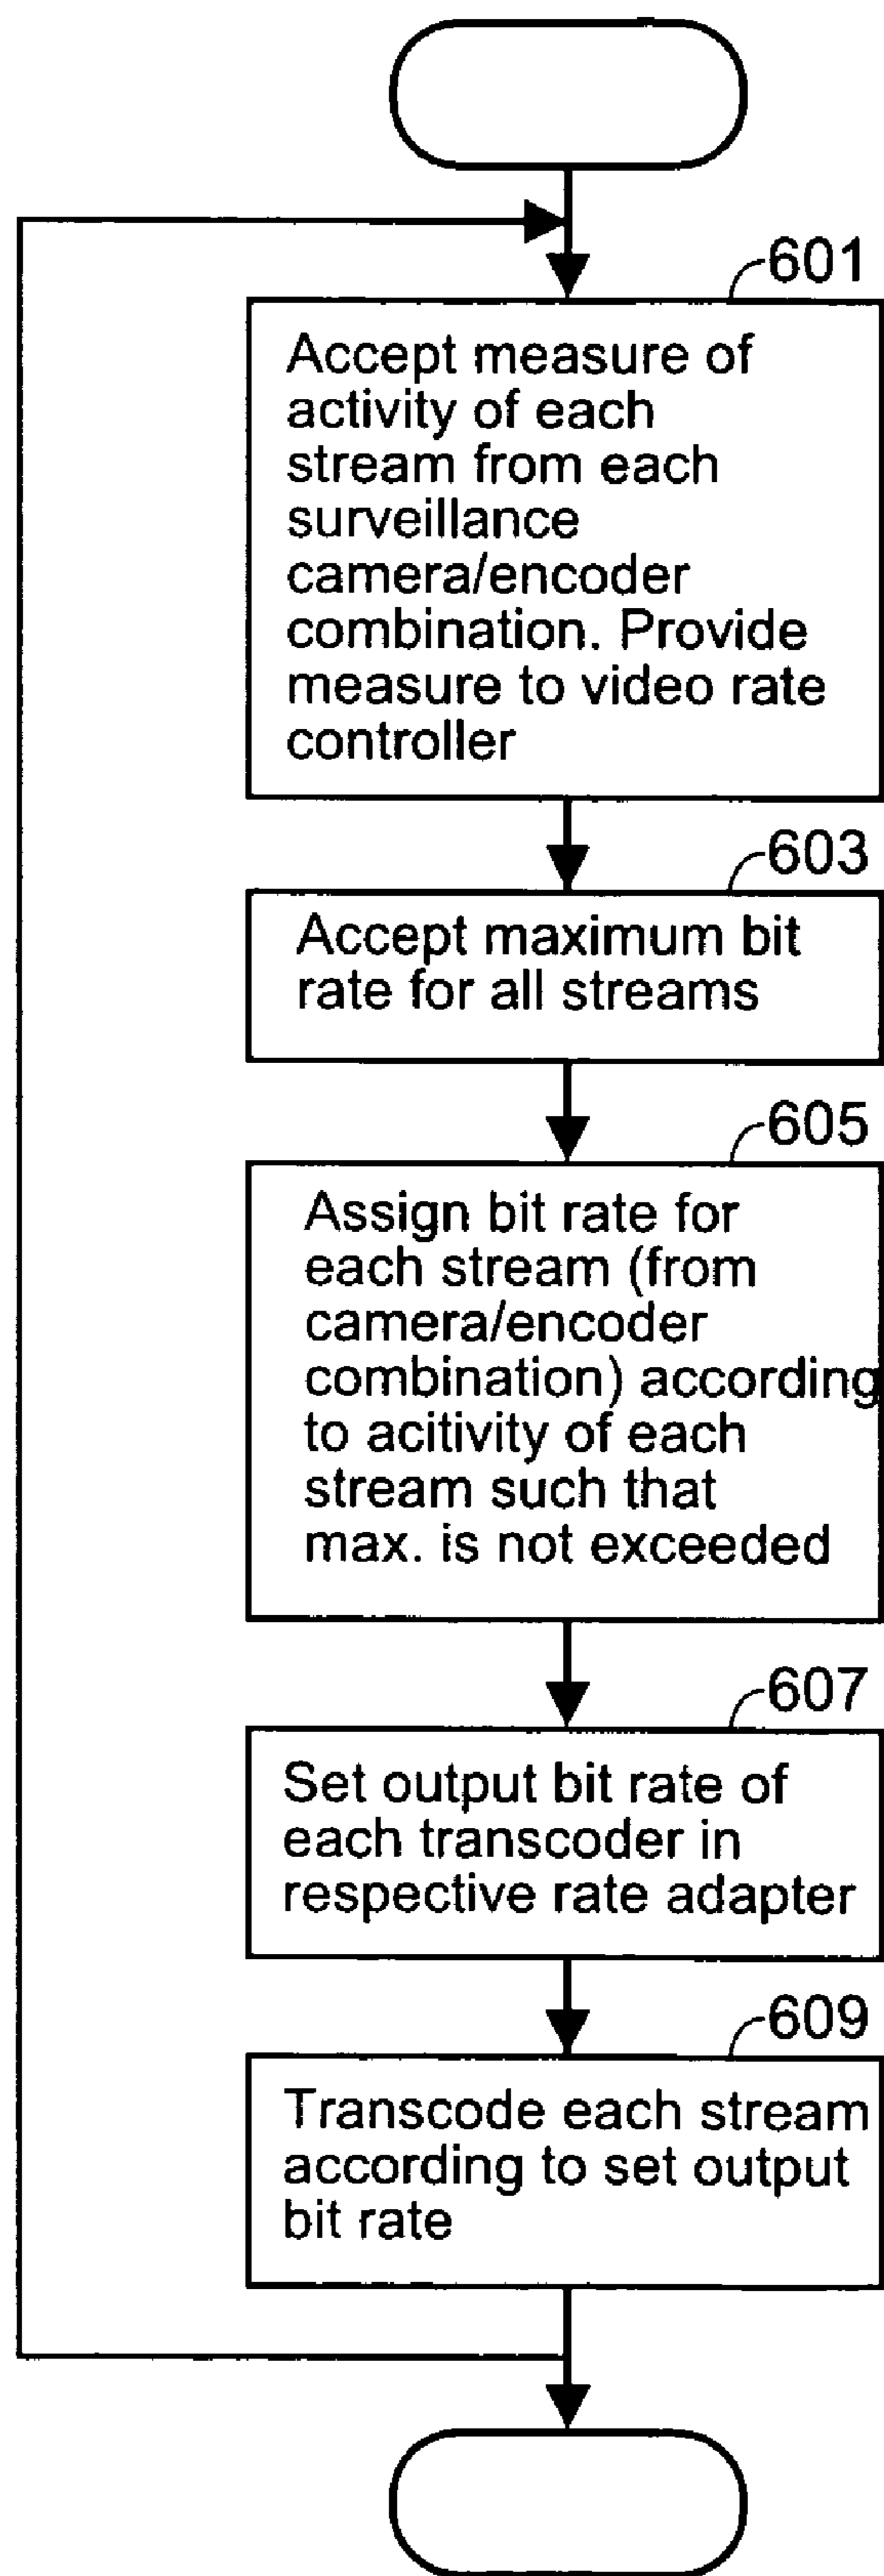 601
Accept measure of
activity of each
stream from each
surveillance
camera/encoder
combination. Provide
measure to video rate
controller
603
Accept maximum bit
rate for all streams
605
Assign bit rate for
each stream (from
camera/encoder
combination) according
to acitivity of each
stream such that
max. is not exceeded
607
Set output bit rate of
each transcoder in
respective rate adapter
609
Transcode each stream
according to set output
bit rate